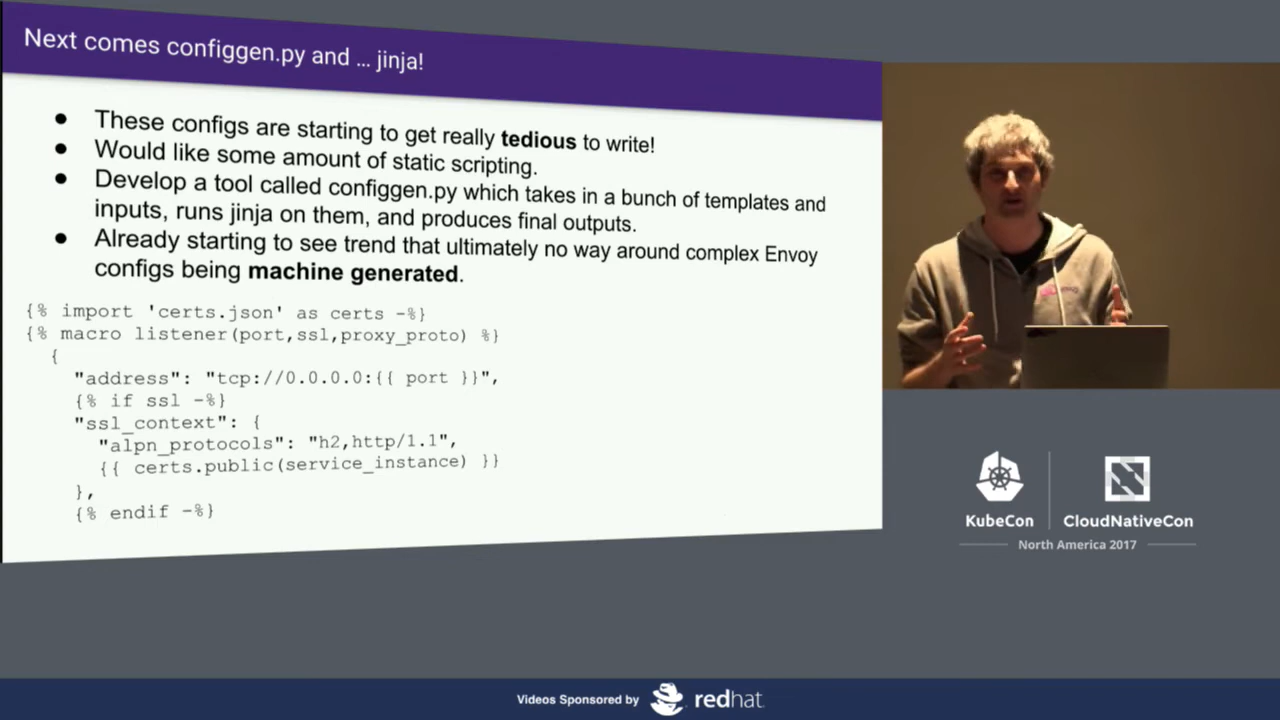 Next comes configgen.py and ... jinja!
● These configs are starting to get really tedious to write!
● Would like some amount of static scripting.
● Develop a tool called configgen.py which takes in a bunch of templates and
inputs, runs jinja on them, and produces final outputs.
● Already starting to see trend that ultimately no way around complex Envoy
configs being machine generated.
{% import 'certs.json' as certs -%}
{% macro listener(port,ssl,proxy_proto) %}
{
"address": "tcp://0.0.0.0:{{ port }}",
{% if ssl -%}
"ssl_context": {
"alpn_protocols": "h2,http/1.1",
{{ certs.public(service_instance) }}
},
{% endif -%}
KubeCon
CloudNativeCon
North America 2017
Videos Sponsored by
redhat